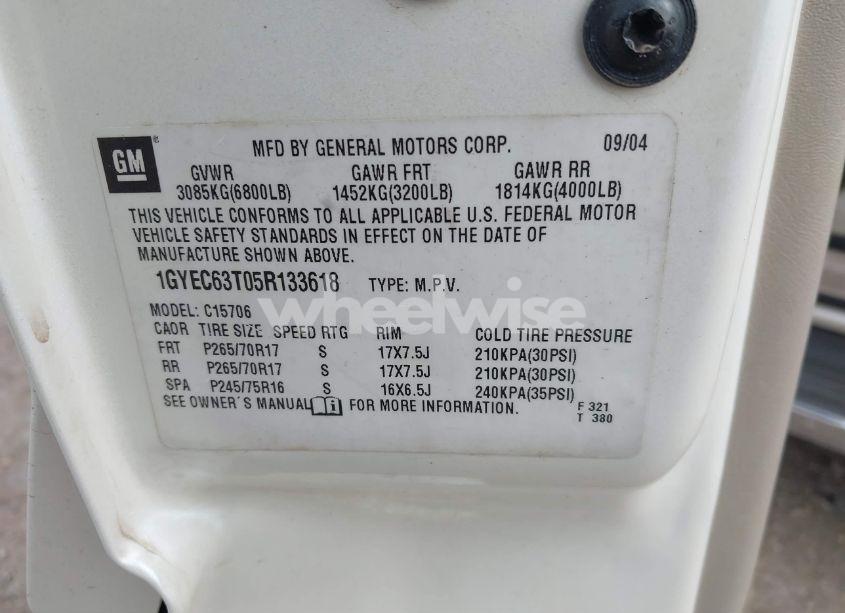 GM ®
MFD BY GENERAL MOTORS CORP. 09/04
GVWR GAWR FRT GAWR RR
3085KG(6800LB) 1452KG(3200LB) 1814KG(4000LB)
THIS VEHICLE CONFORMS TO ALL APPLICABLE U.S. FEDERAL MOTOR
VEHICLE SAFETY STANDARDS IN EFFECT ON THE DATE OF
MANUFACTURE SHOWN ABOVE.
1GYEC63T05R133618 TYPE: M.P.V.
wheelwise
MODEL: C15706
CAOR TIRE SIZE SPEED RTG RIM COLD TIRE PRESSURE
FRT P265/70R17 S 17X7.5J 210KPA(30PSI)
RR P265/70R17 S 17X7.5J 210KPA(30PSI)
SPA P245/75R16 S 16X6.5J 240KPA(35PSI)
SEE OWNER'S MANUAL FOR MORE INFORMATION. F 321
T 380